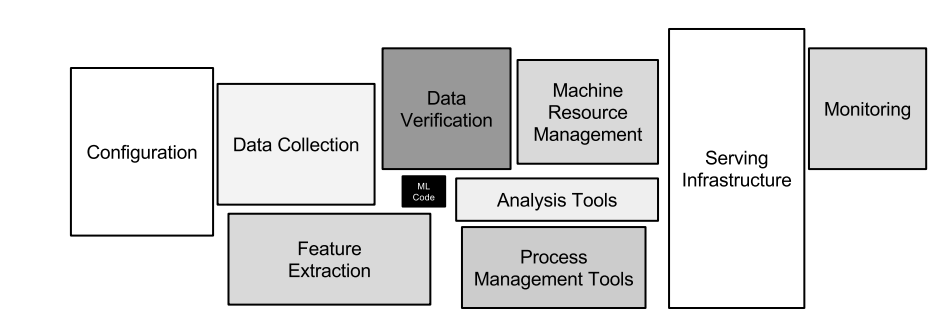 Configuration
Data Collection
Feature
Extraction
Data
Verification
ML
Code
Machine
Resource
Management
Analysis Tools
Process
Management Tools
Serving
Infrastructure
Monitoring